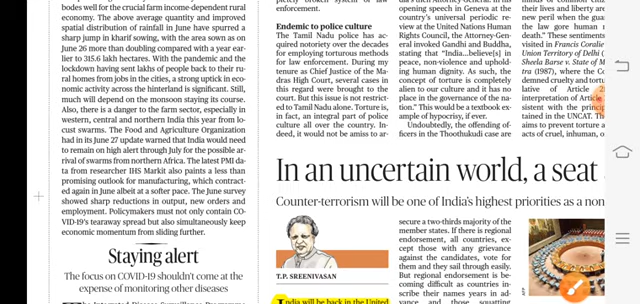 bodes well for the crucial farm income-dependent rural
economy. The above average quantity and improved
spatial distribution of rainfall in June have spurred a
sharp jump in kharif sowing, with the area sown as on
June 26 more than doubling compared with a year ear-
lier to 315.6 lakh hectares. With the pandemic and the
lockdown having sent lakhs of people back to their ru-
ral homes from jobs in the cities, a strong uptick in eco-
nomic activity across the hinterland is significant. Still,
much will depend on the monsoon staying its course.
Also, there is a danger to the farm sector, especially in
western, central and northern India this year from lo-
cust swarms. The Food and Agriculture Organization
had in its June 27 update warned that India would need
to remain on high alert through July for the possible ar-
rival of swarms from northern Africa. The latest PMI da-
ta from researcher IHS Markit also paints a less than
promising outlook for manufacturing, which contract-
ed again in June albeit at a softer pace. The June survey
showed sharp reductions in output, new orders and
employment. Policymakers must not only contain CO-
VID-19's tearaway spread but also simultaneously keep
economic momentum from sliding further.
Staying alert
The focus on COVID-19 shouldn't come at the
expense of monitoring other diseases
enforcement.
Endemic to police culture
The Tamil Nadu police has ac-
quired notoriety over the decades
for employing torturous methods
for law enforcement. During my
tenure as Chief Justice of the Ma-
dras High Court, several cases in
this regard were brought to the
court. But this issue is not restrict-
ed to Tamil Nadu alone. Torture is,
in fact, an integral part of police
culture all over the country. In-
deed, it would not be amiss to ar-
opening speech in Geneva at the
country's universal periodic re-
view at the United Nations Human
Rights Council, the Attorney-Gen-
eral invoked Gandhi and Buddha,
stating that "India...believe[s] in
peace, non-violence and uphold-
ing human dignity. As such, the
concept of torture is completely
alien to our culture and it has no
place in the governance of the na-
tion." This would be a textbook ex-
ample of hypocrisy, if ever.
Undoubtedly, the offending of-
ficers in the Thoothukudi case are
their lives and liberty are
new peril when the gua
the law gore human r
death." These sentiment
visited in Francis Coralie
Union Territory of Delhi (
Sheela Barse v. State of M
tra (1987), where the Co
demned cruelty and tortur
lative of Article 2
interpretation of Article
sistent with the princip
tained in the UNCAT. Th
aims to prevent torture a
acts of cruel, inhuman, o
In an uncertain world, a seat
Counter-terrorism will be one of India's highest priorities as a non
T.P. SREENIVASAN
India will be back in the United
secure a two-thirds majority of the
member states. If there is regional
endorsement, all countries, ex-
cept those with any grievance
against the candidates, vote for
them and they sail through easily.
But regional endorsement is be-
coming difficult as countries in-
scribe their names years in ad-
vance and those squatting
AFP